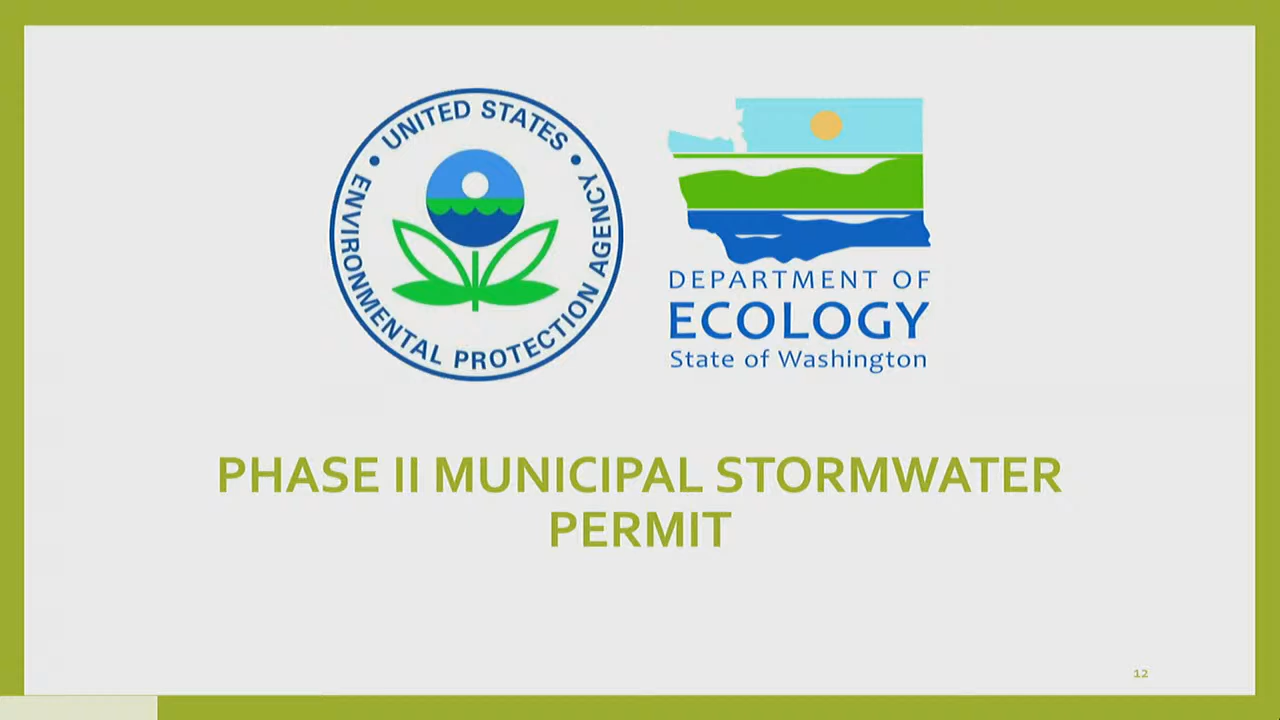 UNITED STATES
ENVIRONMENTAL PROTECTION AGENCY
DEPARTMENT OF
ECOLOGY
State of Washington
PHASE II MUNICIPAL STORMWATER
PERMIT
12